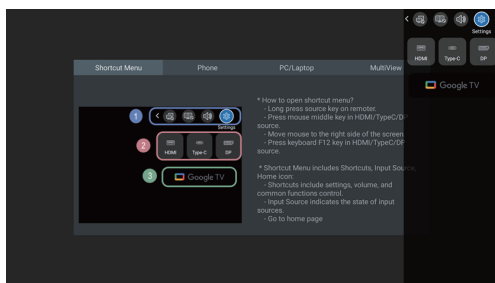 Settings
HDMI
Type-C
DP
Google TV
Shortcut Menu
Phone
PC/Laptop
MultiView
1
Settings
2
HDMI
Type-C
DP
3
Google TV
* How to open shortcut menu?
- Long press source key on remoter.
- Press mouse middle key in HDMI/TypeC/DP
source.
- Move mouse to the right side of the screen
- Press keyboard F12 key in HDMI/TypeC/DP
source.
* Shortcut Menu includes Shortcuts, Input Source,
Home icon:
- Shortcuts include settings, volume, and
common functions control.
- Input Source indicates the state of input
sources.
- Go to home page